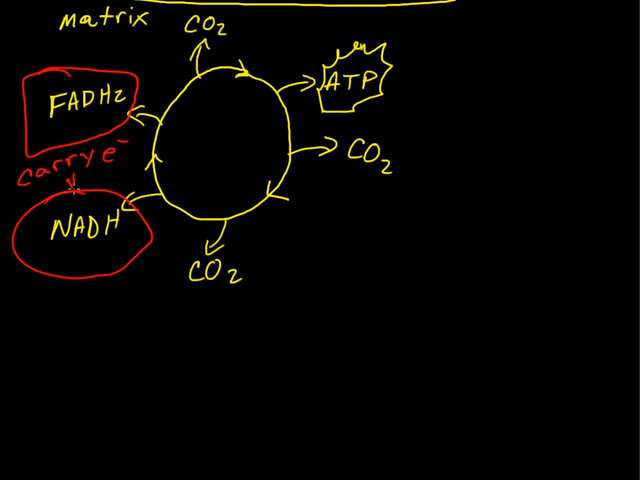 Matrix
CO2
ATP
FADH2
CO2
Carry e-
NADH
CO2